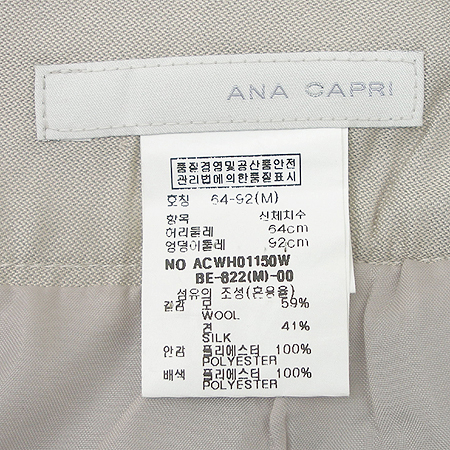 ANA CAPRI
품질경영및공산품안전
관리법에의한품질표시
호칭 64-92(M)
항목 신체치수
허리둘레 64cm
엉덩이둘레 92cm
NO ACWH01150W
BE-822(M)-00
섬유의 조성(혼용율)
겉감 모 59%
WOOL
견 41%
SILK
안감 폴리에스터 100%
POLYESTER
배색 폴리에스터 100%
POLYESTER